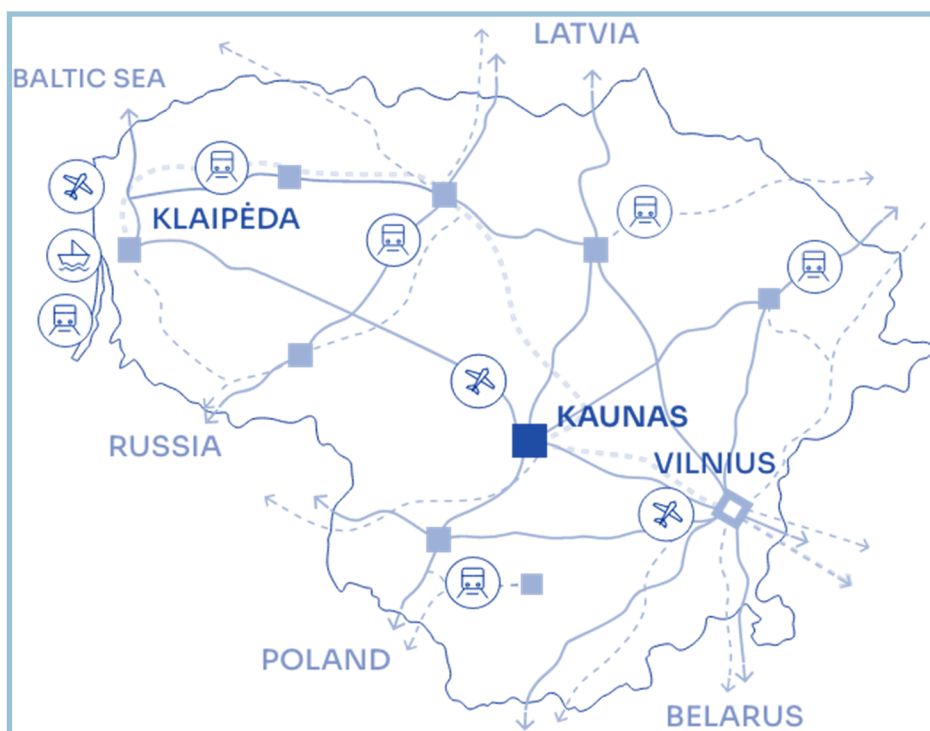 LATVIA
BALTIC SEA
KLAIPĖDA
KAUNAS
RUSSIA
VILNIUS
POLAND
BELARUS